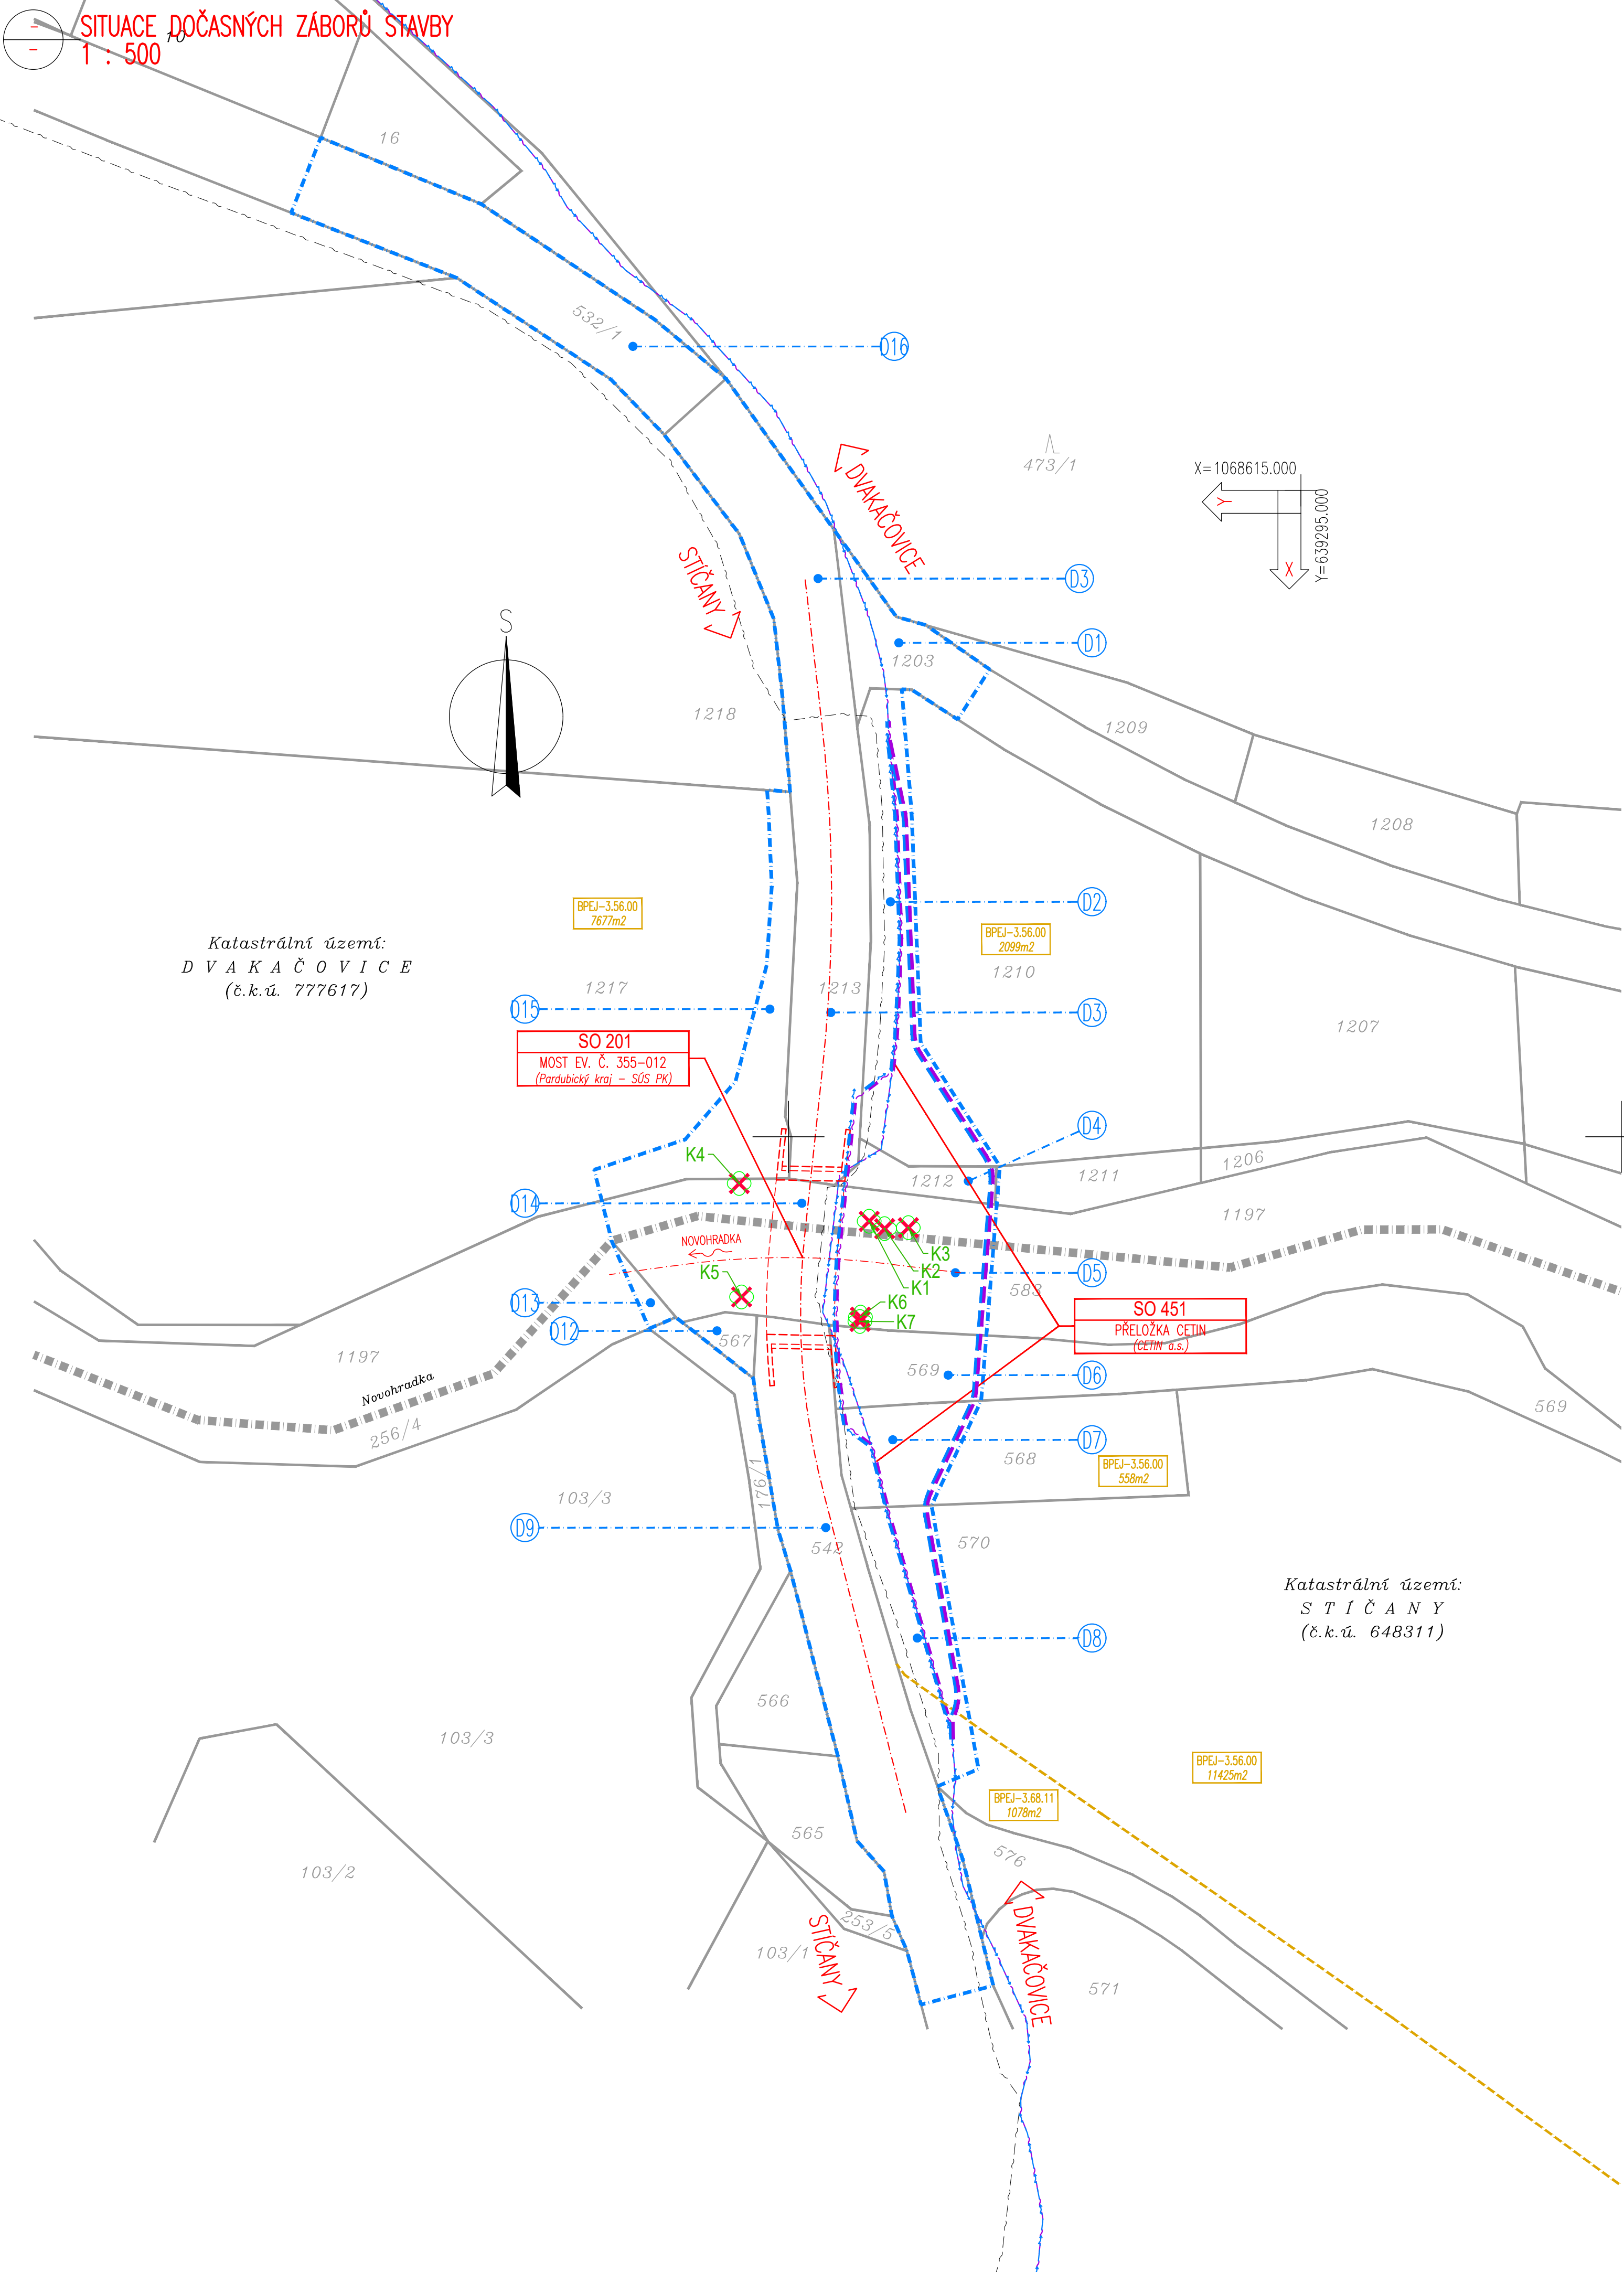 SITUACE DOČASNÝCH ZÁBORŮ STAVBY
1 : 500
10
16
532/1
D16
473/1
X=1068615.000
Y=639295.000
Y
X
DVAKAČOVICE
STÍČANY
D3
D1
S
1203
1218
1209
1208
BPEJ-3.56.00
7677m2
D2
BPEJ-3.56.00
2099m2
Katastrální území:
DVAKAČOVICE
(č.k.ú. 777617)
1210
1217
1213
D15
D3
1207
SO 201
MOST EV. Č. 355-012
(Pardubický kraj - SÚS PK)
D4
K4
1206
1212
1211
D14
1197
NOVOHRADKA
K3
K2
K1
K5
D5
583
D13
K6
K7
SO 451
PŘELOŽKA CETIN
(CETIN a.s.)
D12
567
1197
569
D6
Novohradka
569
256/4
D7
568
BPEJ-3.56.00
558m2
176/1
103/3
D9
542
570
Katastrální území:
STÍČANY
(č.k.ú. 648311)
D8
566
103/3
BPEJ-3.56.00
11425m2
BPEJ-3.68.11
1078m2
565
576
103/2
253/5
103/1
STÍČANY
DVAKAČOVICE
571